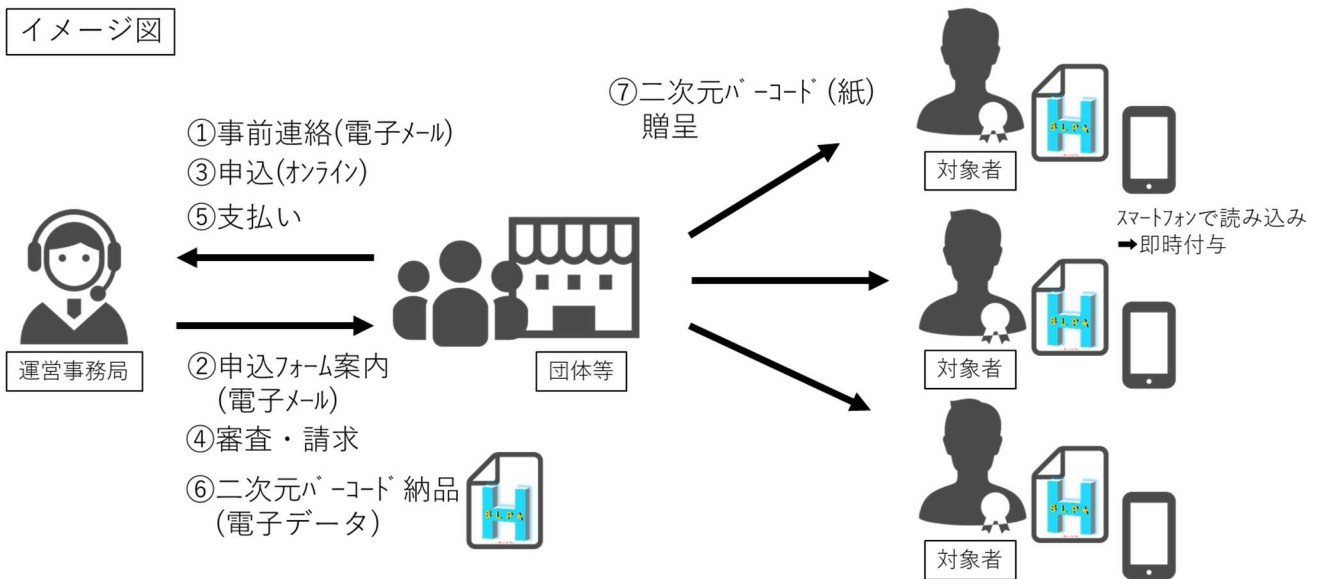 イメージ図
①事前連絡(電子ﾒｰﾙ)
③申込(ｵﾝﾗｲﾝ)
⑤支払い
運営事務局
②申込ﾌｫｰﾑ案内
(電子ﾒｰﾙ)
④審査・請求
⑥二次元ﾊﾞｰｺｰﾄﾞ納品
(電子データ)
団体等
⑦二次元ﾊﾞｰｺｰﾄﾞ(紙)
贈呈
対象者
ｽﾏｰﾄﾌｫﾝで読み込み
➡即時付与
対象者
対象者